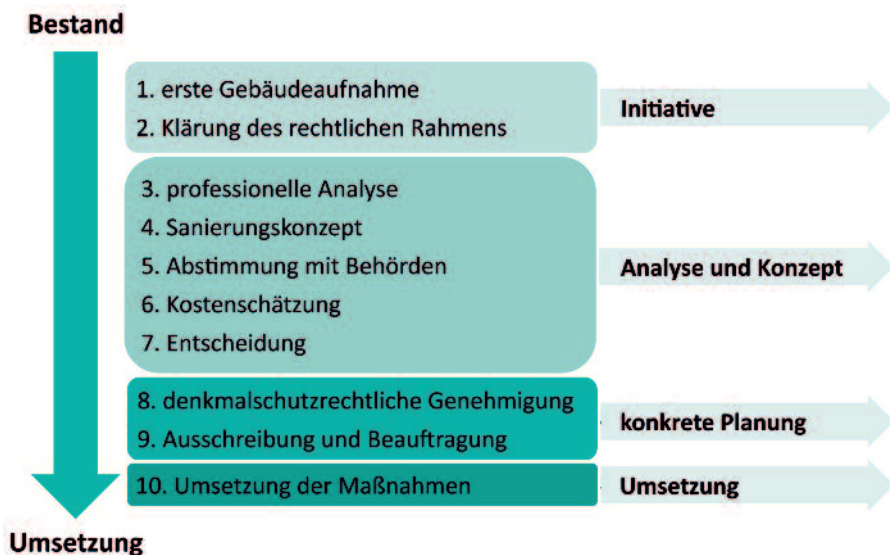 Bestand
1. erste Gebäudeaufnahme
2. Klärung des rechtlichen Rahmens
Initiative
3. professionelle Analyse
4. Sanierungskonzept
5. Abstimmung mit Behörden
6. Kostenschätzung
7. Entscheidung
Analyse und Konzept
8. denkmalschutzrechtliche Genehmigung
9. Ausschreibung und Beauftragung
konkrete Planung
10. Umsetzung der Maßnahmen
Umsetzung
Umsetzung